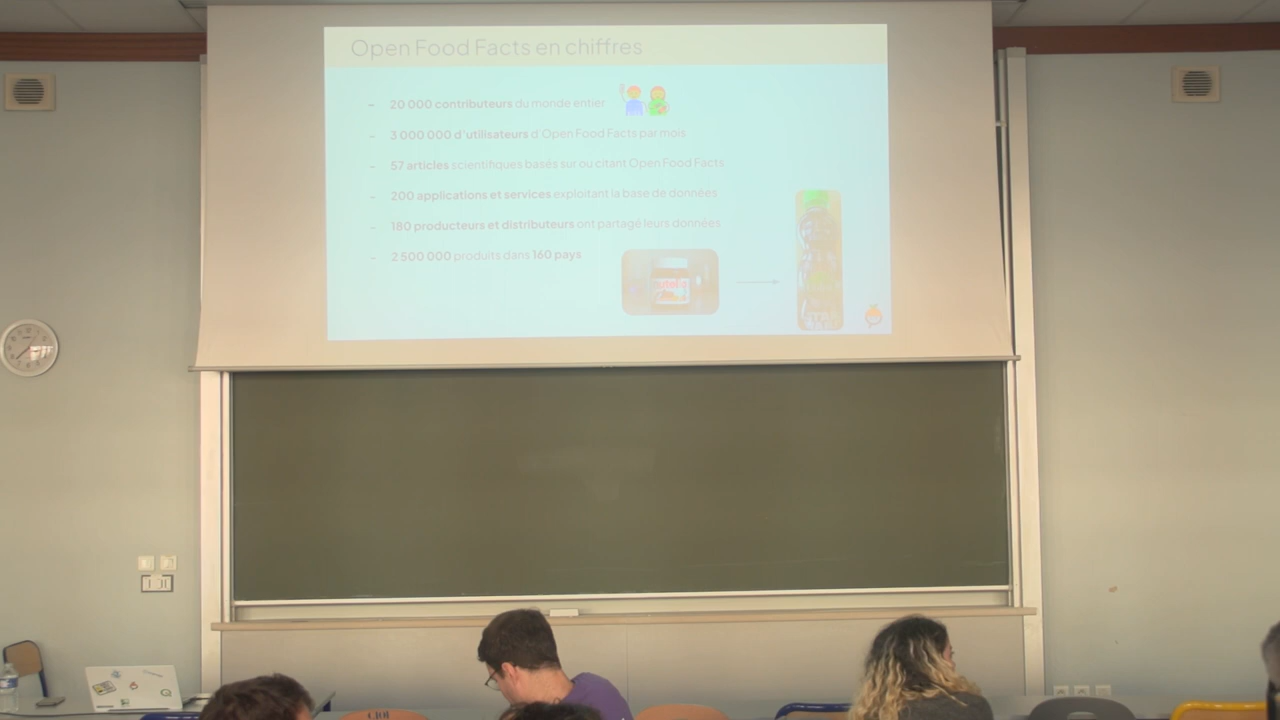 Open Food Facts en chiffres
- 20 000 contributeurs du monde entier
- 3 000 000 d'utilisateurs d'Open Food Facts par mois
- 57 articles scientifiques basés sur ou citant Open Food Facts
- 200 applications et services exploitant la base de données
- 180 producteurs et distributeurs ont partagé leurs données
- 2 500 000 produits dans 160 pays
nutella